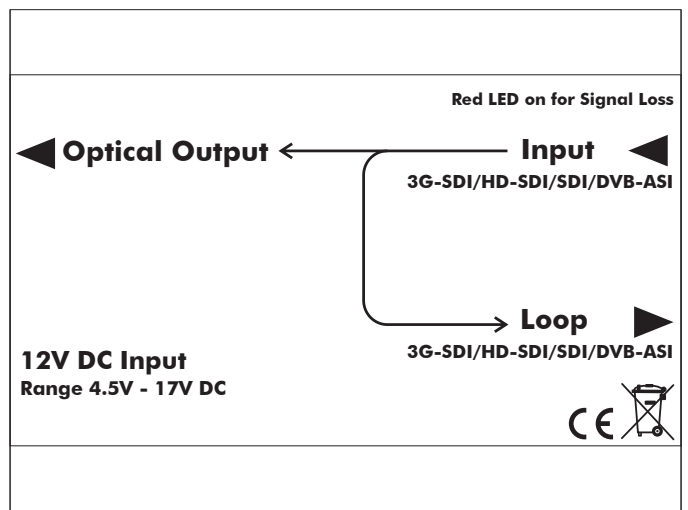 Red LED on for Signal Loss
Optical Output
Input
3G-SDI/HD-SDI/SDI/DVB-ASI
Loop
3G-SDI/HD-SDI/SDI/DVB-ASI
12V DC Input
Range 4.5V - 17V DC
CE